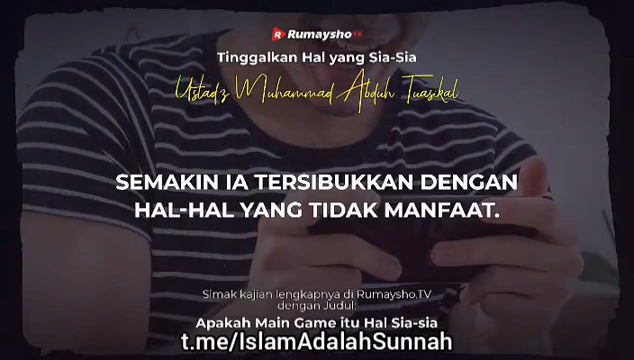 Rumaysho TV
Tinggalkan Hal yang Sia-Sia
Ustadz Muhammad Abduh Tuasikal
SEMAKIN IA TERSIBUKKAN DENGAN
HAL-HAL YANG TIDAK MANFAAT.
Simak kajian lengkapnya di Rumaysho.TV
dengan Judul:
Apakah Main Game itu Hal Sia-sia
t.me/IslamAdalahSunnah